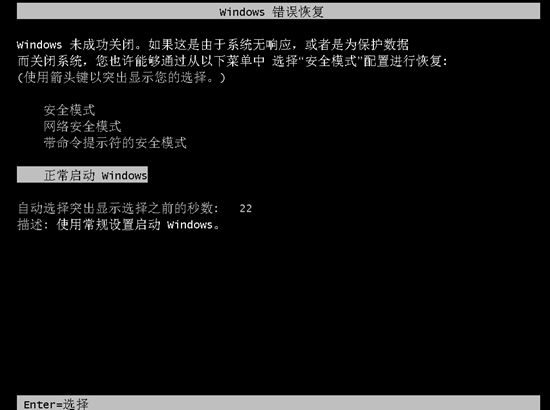 Windows 错误恢复
Windows 未成功关闭。如果这是由于系统无响应，或者是为保护数据
而关闭系统，您也许能够通过从以下菜单中 选择"安全模式"配置进行恢复:
(使用箭头键以突出显示您的选择。)
安全模式
网络安全模式
带命令提示符的安全模式
正常启动 Windows
自动选择突出显示选择之前的秒数: 22
描述: 使用常规设置启动 Windows。
Enter=选择